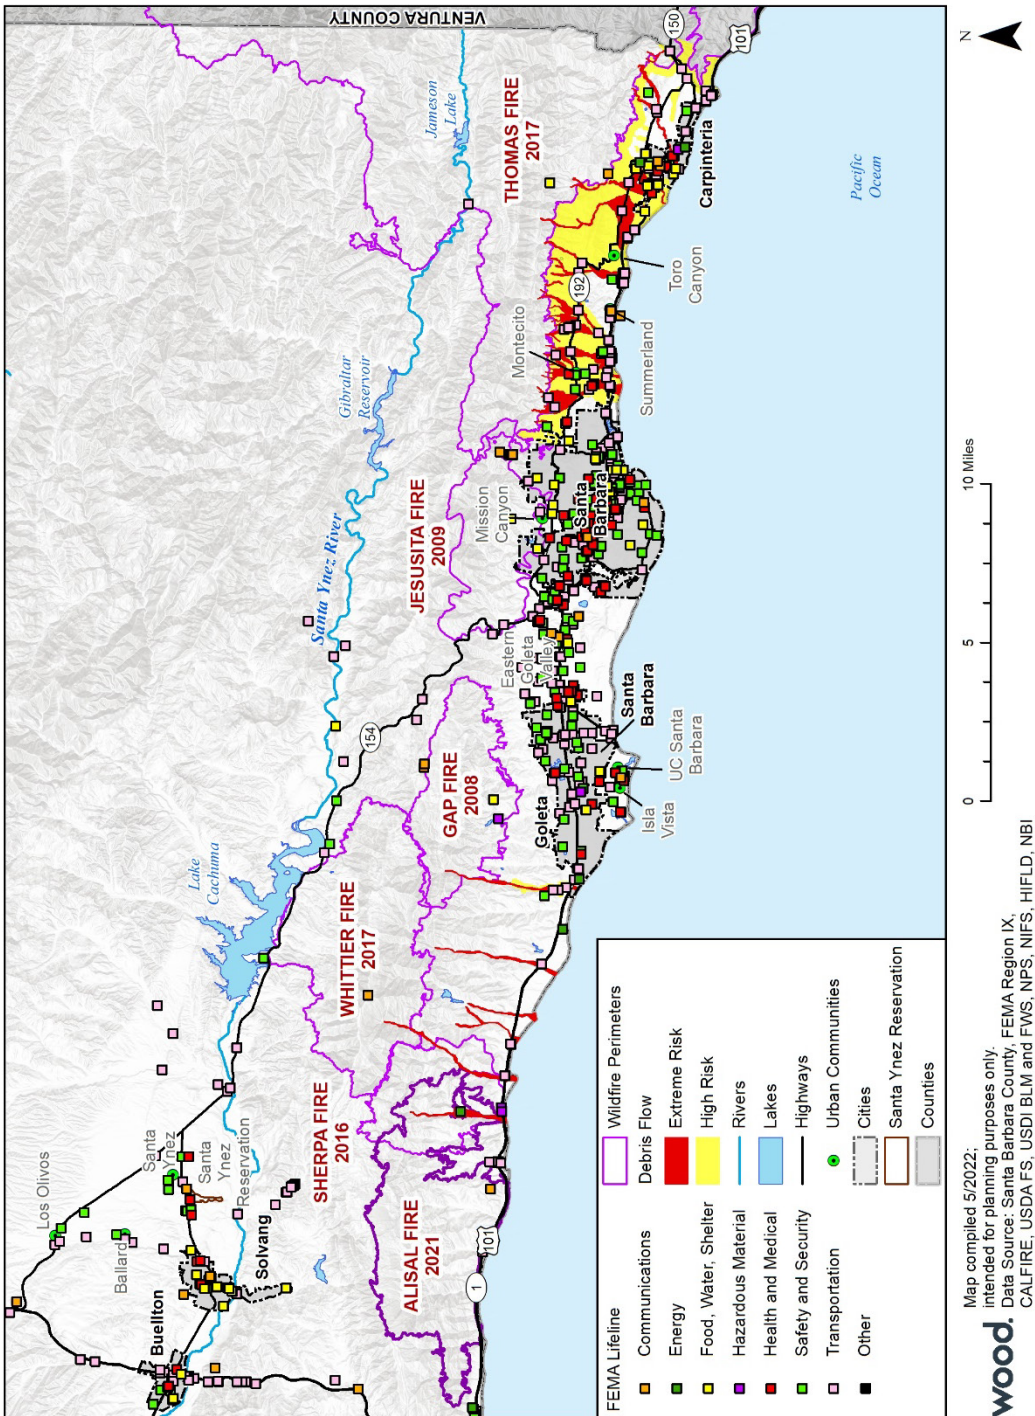 VENTURA COUNTY
150
101
Jameson
Lake
THOMAS FIRE
2017
Carpinteria
Pacific
Ocean
Toro
Canyon
192
Montecito
Summerland
Gibraltar
Reservoir
Santa Ynez River
JESUSITA FIRE
2009
Mission
Canyon
Santa
Barbara
Eastern
Goleta
Valley
154
Santa
Barbara
UC Santa
Barbara
Isla
Vista
Goleta
GAP FIRE
2008
Lake
Cachuma
WHITTIER FIRE
2017
SHERPA FIRE
2016
ALISAL FIRE
2021
Los Olivos
Santa
Ynez
Santa
Ynez
Reservation
Ballard
Solvang
Buellton
101
1
FEMA Lifeline
Communications
Energy
Food, Water, Shelter
Hazardous Material
Health and Medical
Safety and Security
Transportation
Other
Wildfire Perimeters
Debris Flow
Extreme Risk
High Risk
Rivers
Lakes
Highways
Urban Communities
Cities
Santa Ynez Reservation
Counties
N
0 5 10 Miles
wood.
Map compiled 5/2022;
intended for planning purposes only.
Data Source: Santa Barbara County, FEMA Region IX,
CALFIRE, USDA FS, USDI BLM and FWS, NPS, NIFS, HIFLD, NBI